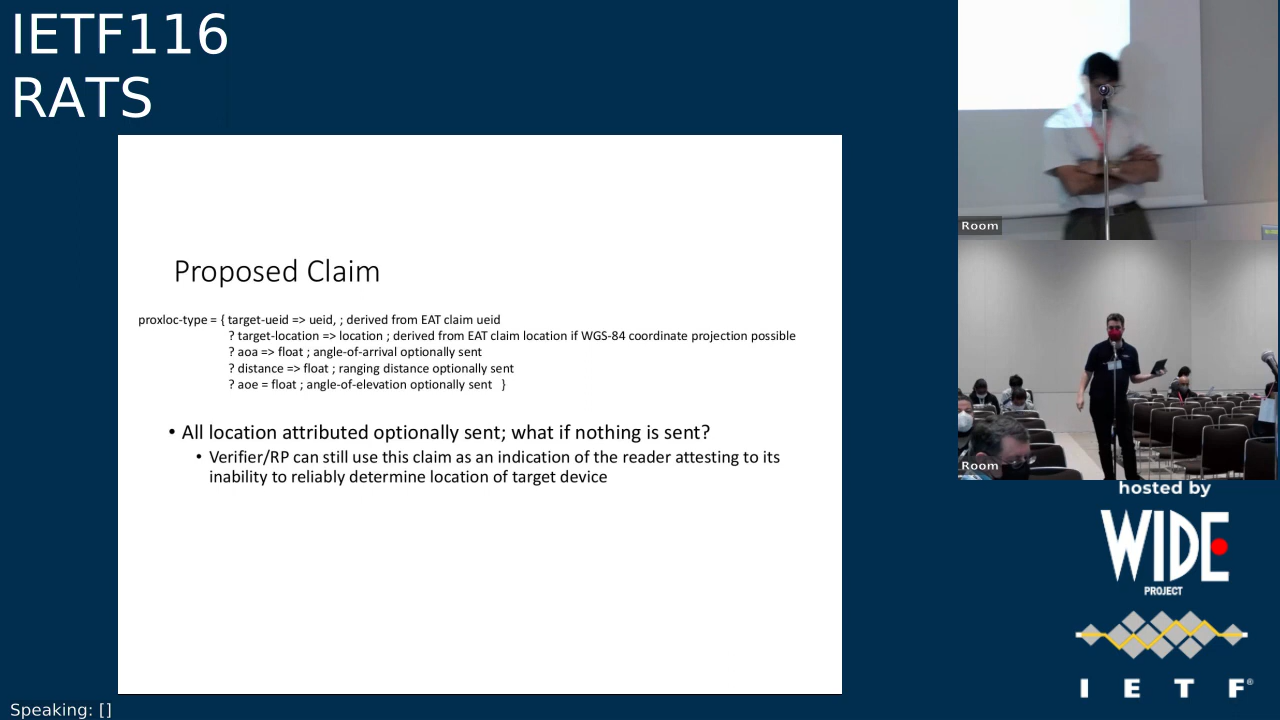 IETF116
RATS
Proposed Claim
proxloc-type = { target-ueid => ueid, ; derived from EAT claim ueid
? target-location => location ; derived from EAT claim location if WGS-84 coordinate projection possible
? aoa => float ; angle-of-arrival optionally sent
? distance => float ; ranging distance optionally sent
? aoe = float ; angle-of-elevation optionally sent }
• All location attributed optionally sent; what if nothing is sent?
• Verifier/RP can still use this claim as an indication of the reader attesting to its
inability to reliably determine location of target device
Room
Room
hosted by
WIDE
PROJECT
I E T F®
Speaking: []